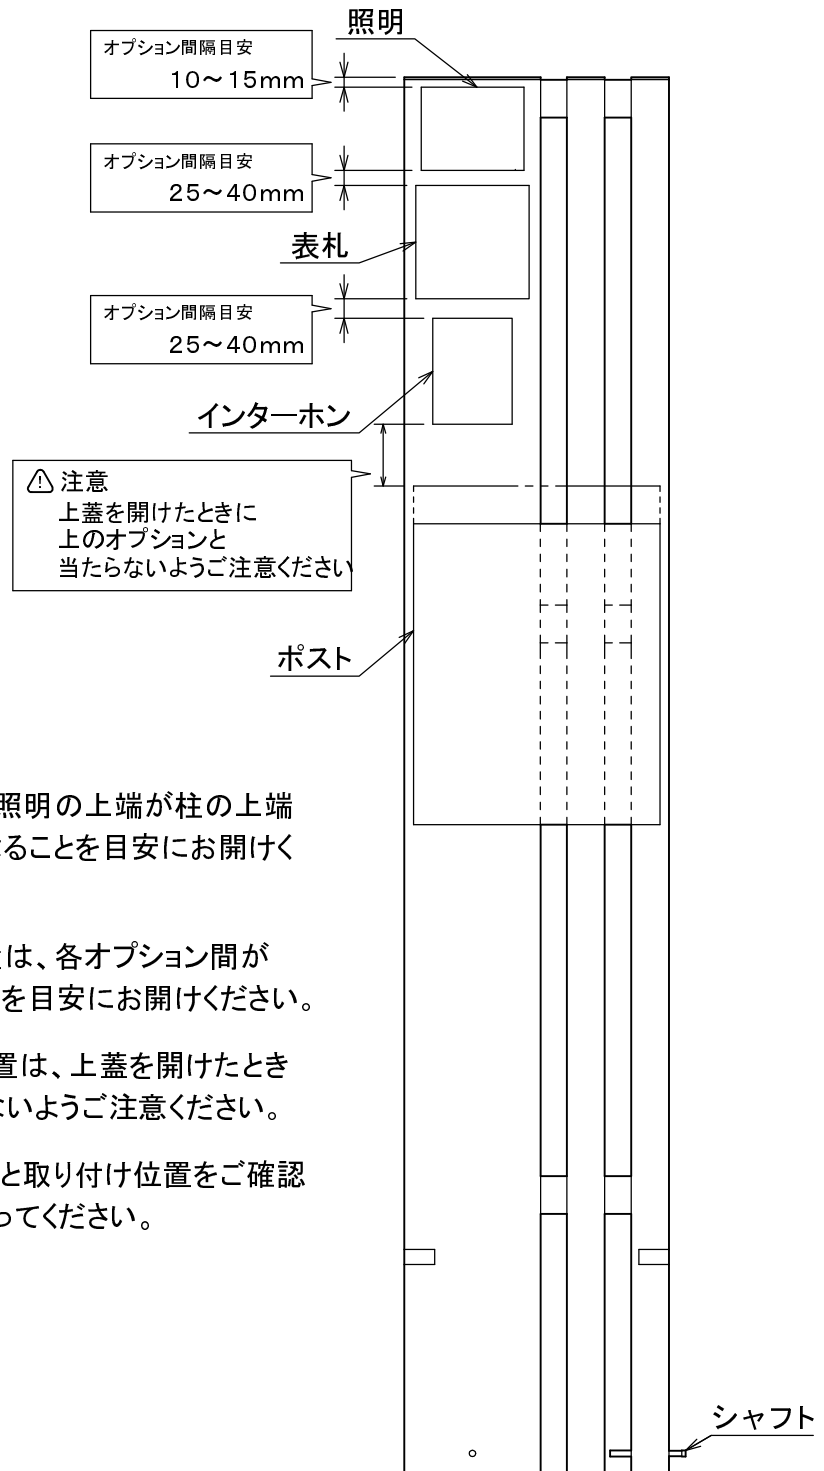 照明
オプション間隔目安
10～15mm
オプション間隔目安
25～40mm
表札
オプション間隔目安
25～40mm
インターホン
注意
上蓋を開けたときに
上のオプションと
当たらないようご注意ください
ポスト
照明の上端が柱の上端
ることを目安にお開けく
は、各オプション間が
を目安にお開けください。
置は、上蓋を開けたとき
ないようご注意ください。
と取り付け位置をご確認
ってください。
シャフト